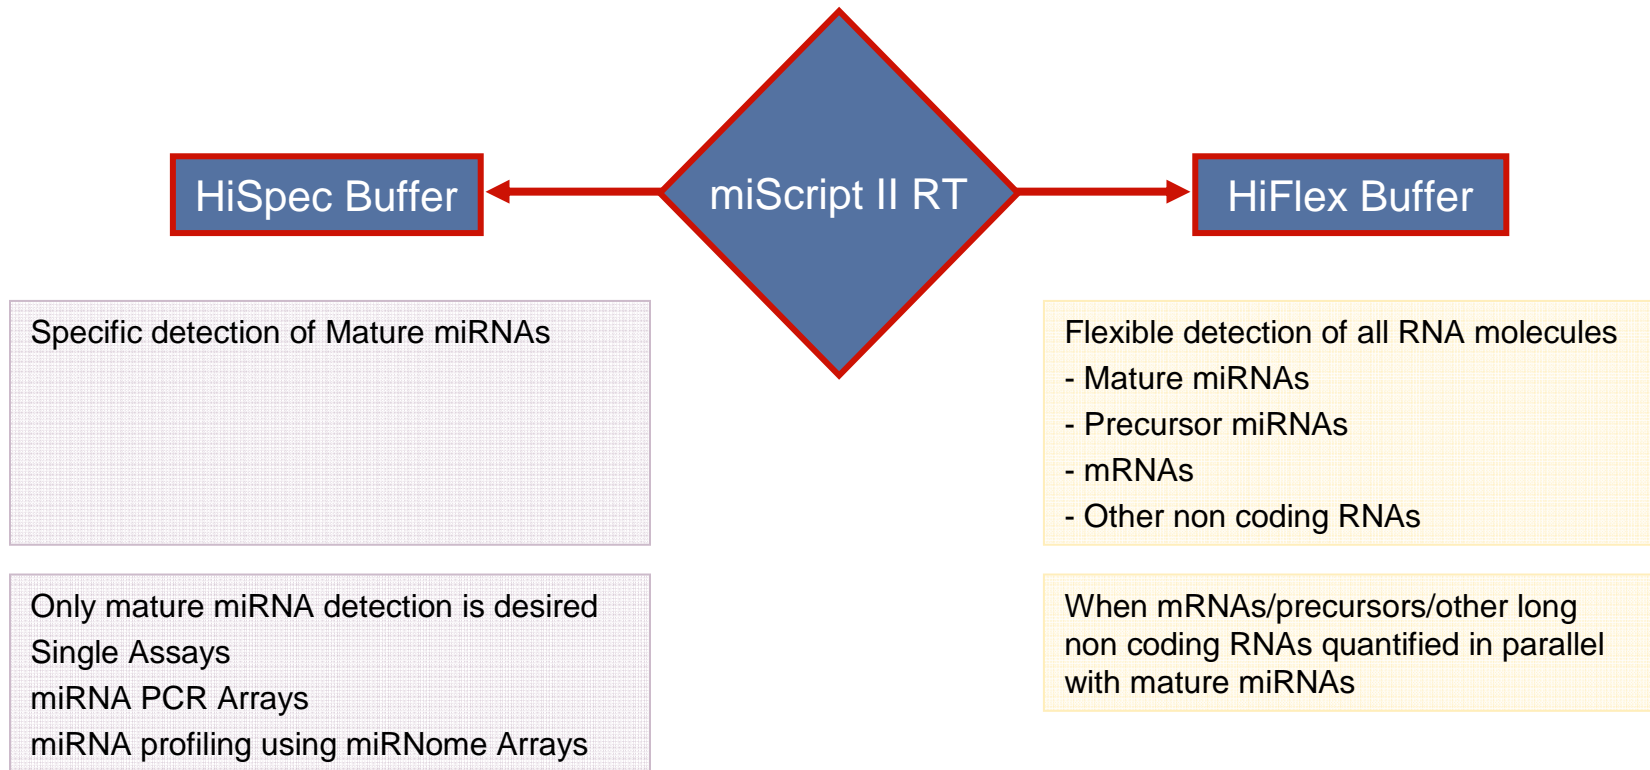 HiSpec Buffer
miScript II RT
HiFlex Buffer
Specific detection of Mature miRNAs
Flexible detection of all RNA molecules
- Mature miRNAs
- Precursor miRNAs
- mRNAs
- Other non coding RNAs
Only mature miRNA detection is desired
Single Assays
miRNA PCR Arrays
miRNA profiling using miRNome Arrays
When mRNAs/precursors/other long
non coding RNAs quantified in parallel
with mature miRNAs